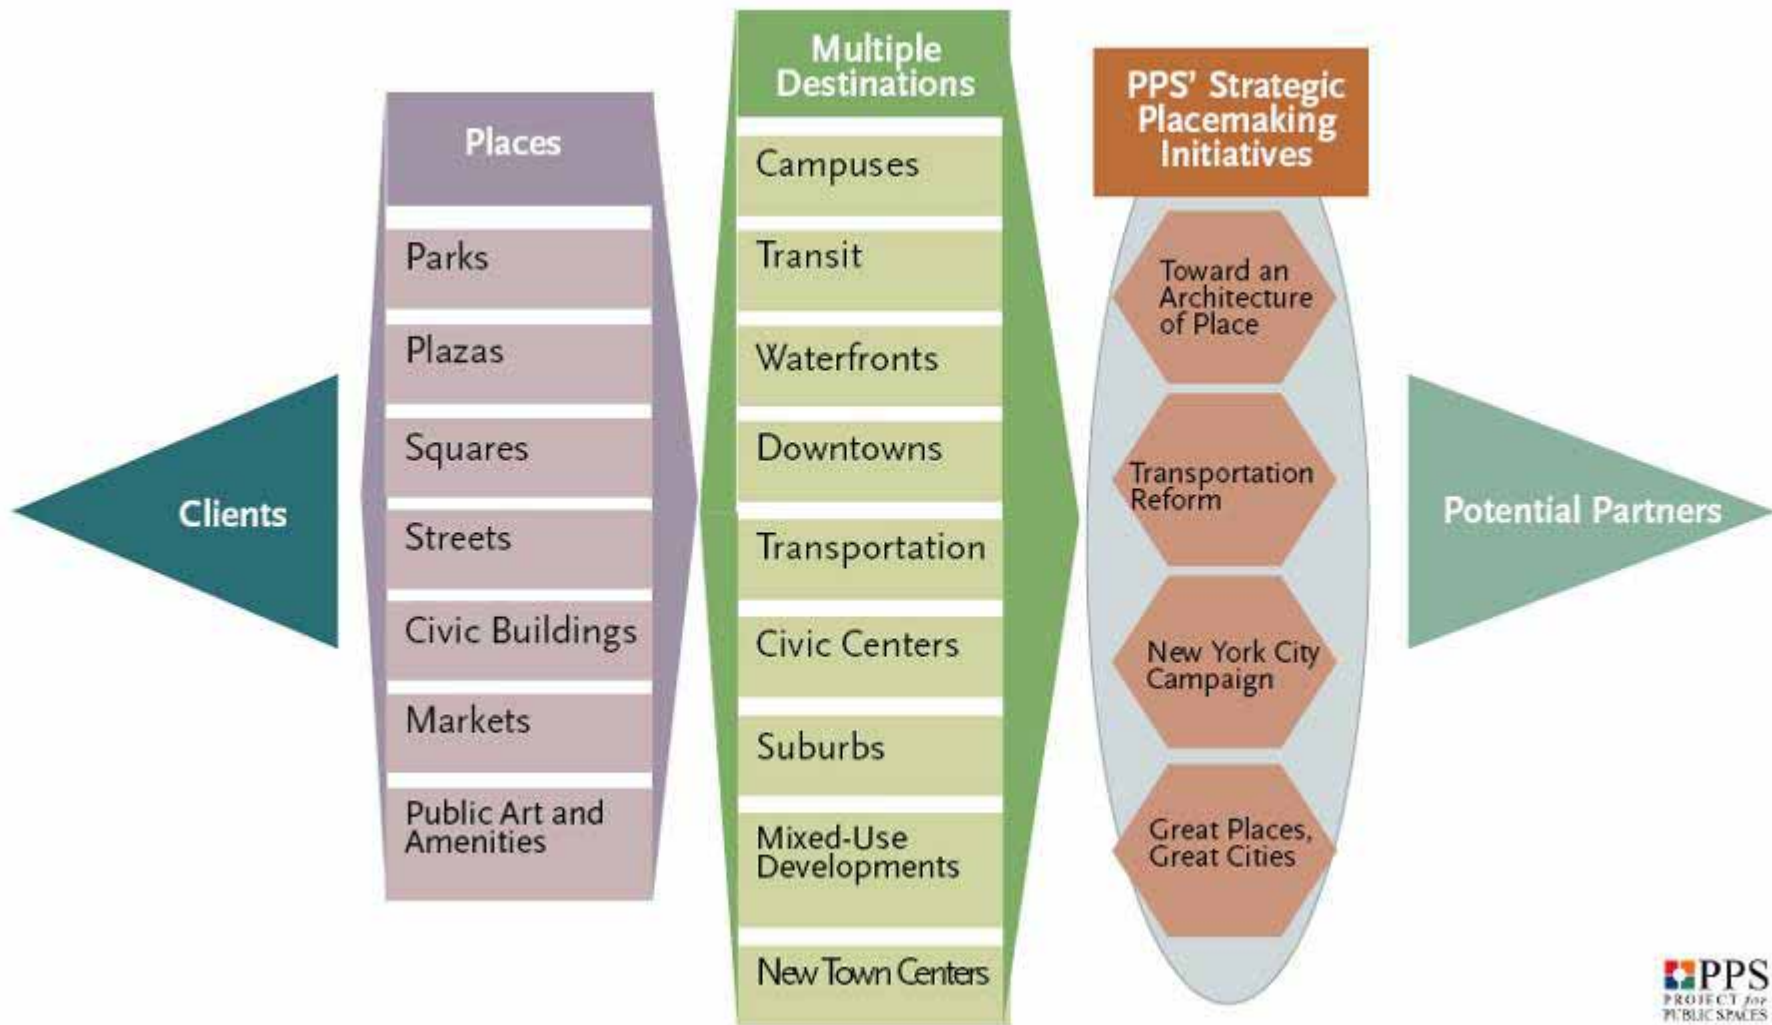 Clients
Places
Parks
Plazas
Squares
Streets
Civic Buildings
Markets
Public Art and
Amenities
Multiple
Destinations
Campuses
Transit
Waterfronts
Downtowns
Transportation
Civic Centers
Suburbs
Mixed-Use
Developments
New Town Centers
PPS' Strategic
Placemaking
Initiatives
Toward an
Architecture
of Place
Transportation
Reform
New York City
Campaign
Great Places,
Great Cities
Potential Partners
PPS
PROJECT for
PUBLIC SPACES